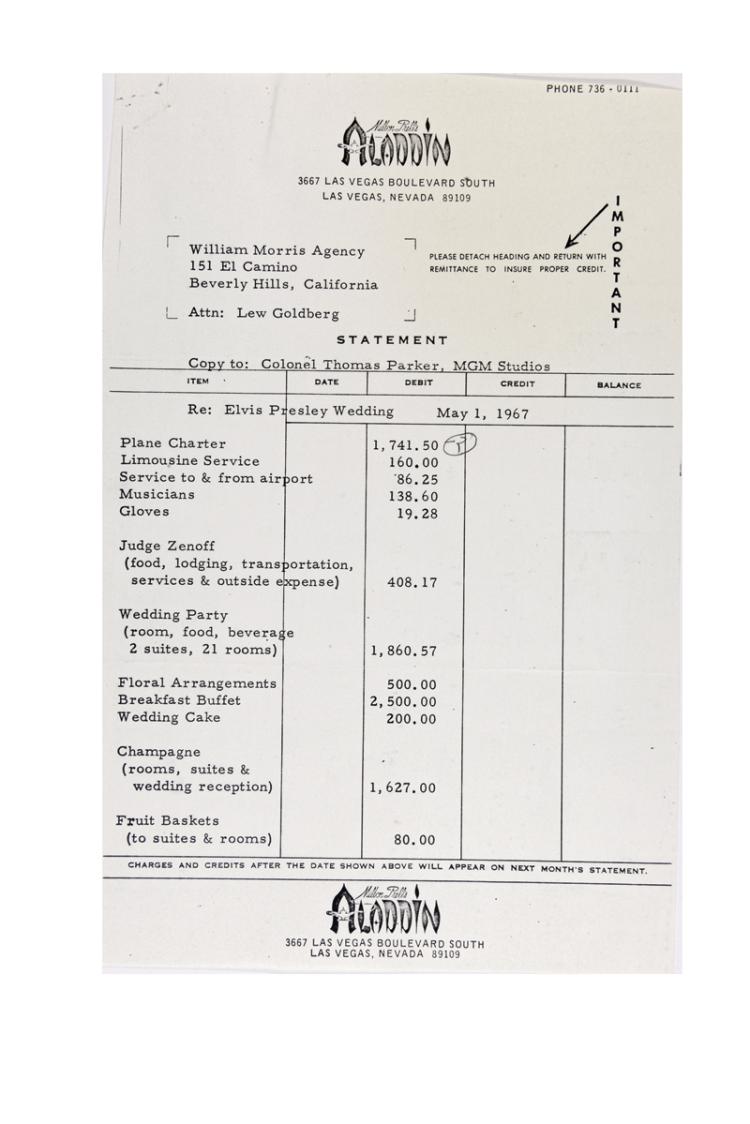 PHONE 736 - 0111
Milton Prell's
ALADDIN
3667 LAS VEGAS BOULEVARD SOUTH
LAS VEGAS, NEVADA 89109
IMPORTANT
William Morris Agency
151 El Camino
Beverly Hills, California
Attn: Lew Goldberg
PLEASE DETACH HEADING AND RETURN WITH
REMITTANCE TO INSURE PROPER CREDIT.
STATEMENT
Copy to: Colonel Thomas Parker, MGM Studios
ITEM DATE DEBIT CREDIT BALANCE
Re: Elvis Presley Wedding May 1, 1967
Plane Charter 1,741.50
Limousine Service 160.00
Service to & from airport 86.25
Musicians 138.60
Gloves 19.28
Judge Zenoff
(food, lodging, transportation,
services & outside expense) 408.17
Wedding Party
(room, food, beverage
2 suites, 21 rooms) 1,860.57
Floral Arrangements 500.00
Breakfast Buffet 2,500.00
Wedding Cake 200.00
Champagne
(rooms, suites &
wedding reception) 1,627.00
Fruit Baskets
(to suites & rooms) 80.00
CHARGES AND CREDITS AFTER THE DATE SHOWN ABOVE WILL APPEAR ON NEXT MONTH'S STATEMENT.
Milton Prell's
ALADDIN
3667 LAS VEGAS BOULEVARD SOUTH
LAS VEGAS, NEVADA 89109